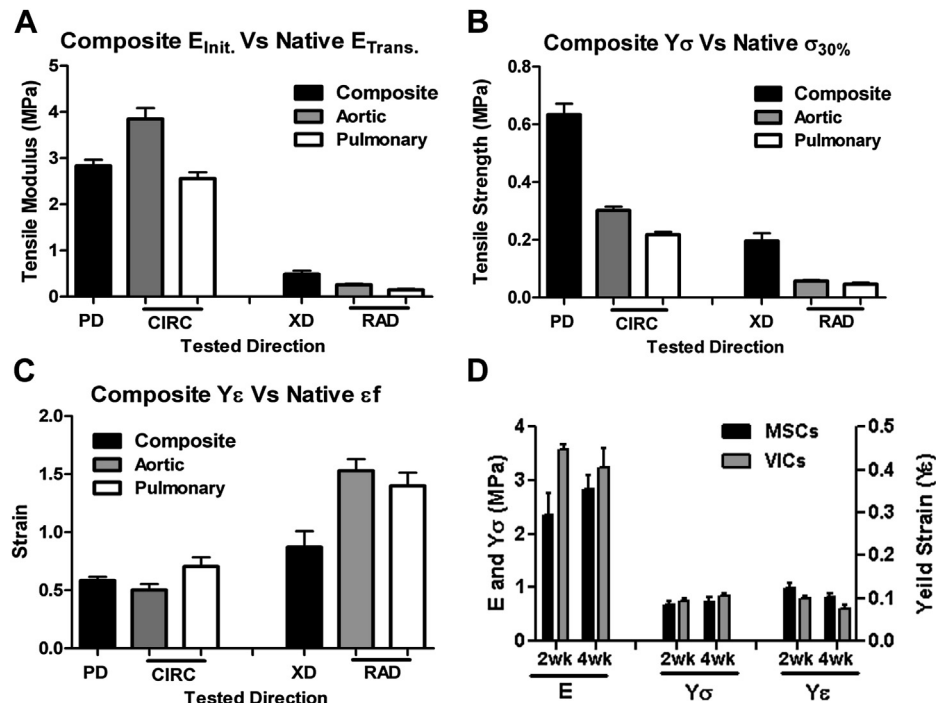 A
Composite E Init. Vs Native E Trans.
Tensile Modulus (MPa)
5
4
3
2
1
0
Composite
Aortic
Pulmonary
PD CIRC XD RAD
Tested Direction
B
Composite Yσ Vs Native σ30%
Tensile Strength (MPa)
0.8
0.6
0.4
0.2
0.0
Composite
Aortic
Pulmonary
PD CIRC XD RAD
Tested Direction
C
Composite Yε Vs Native εf
Strain
2.0
1.5
1.0
0.5
0.0
Composite
Aortic
Pulmonary
PD CIRC XD RAD
Tested Direction
D
E and Yσ (MPa)
4
3
2
1
0
MSCs
VICs
0.5
0.4
0.3
0.2
0.1
0.0
Yeild Strain (Yε)
2wk 4wk 2wk 4wk 2wk 4wk
E Yσ Yε